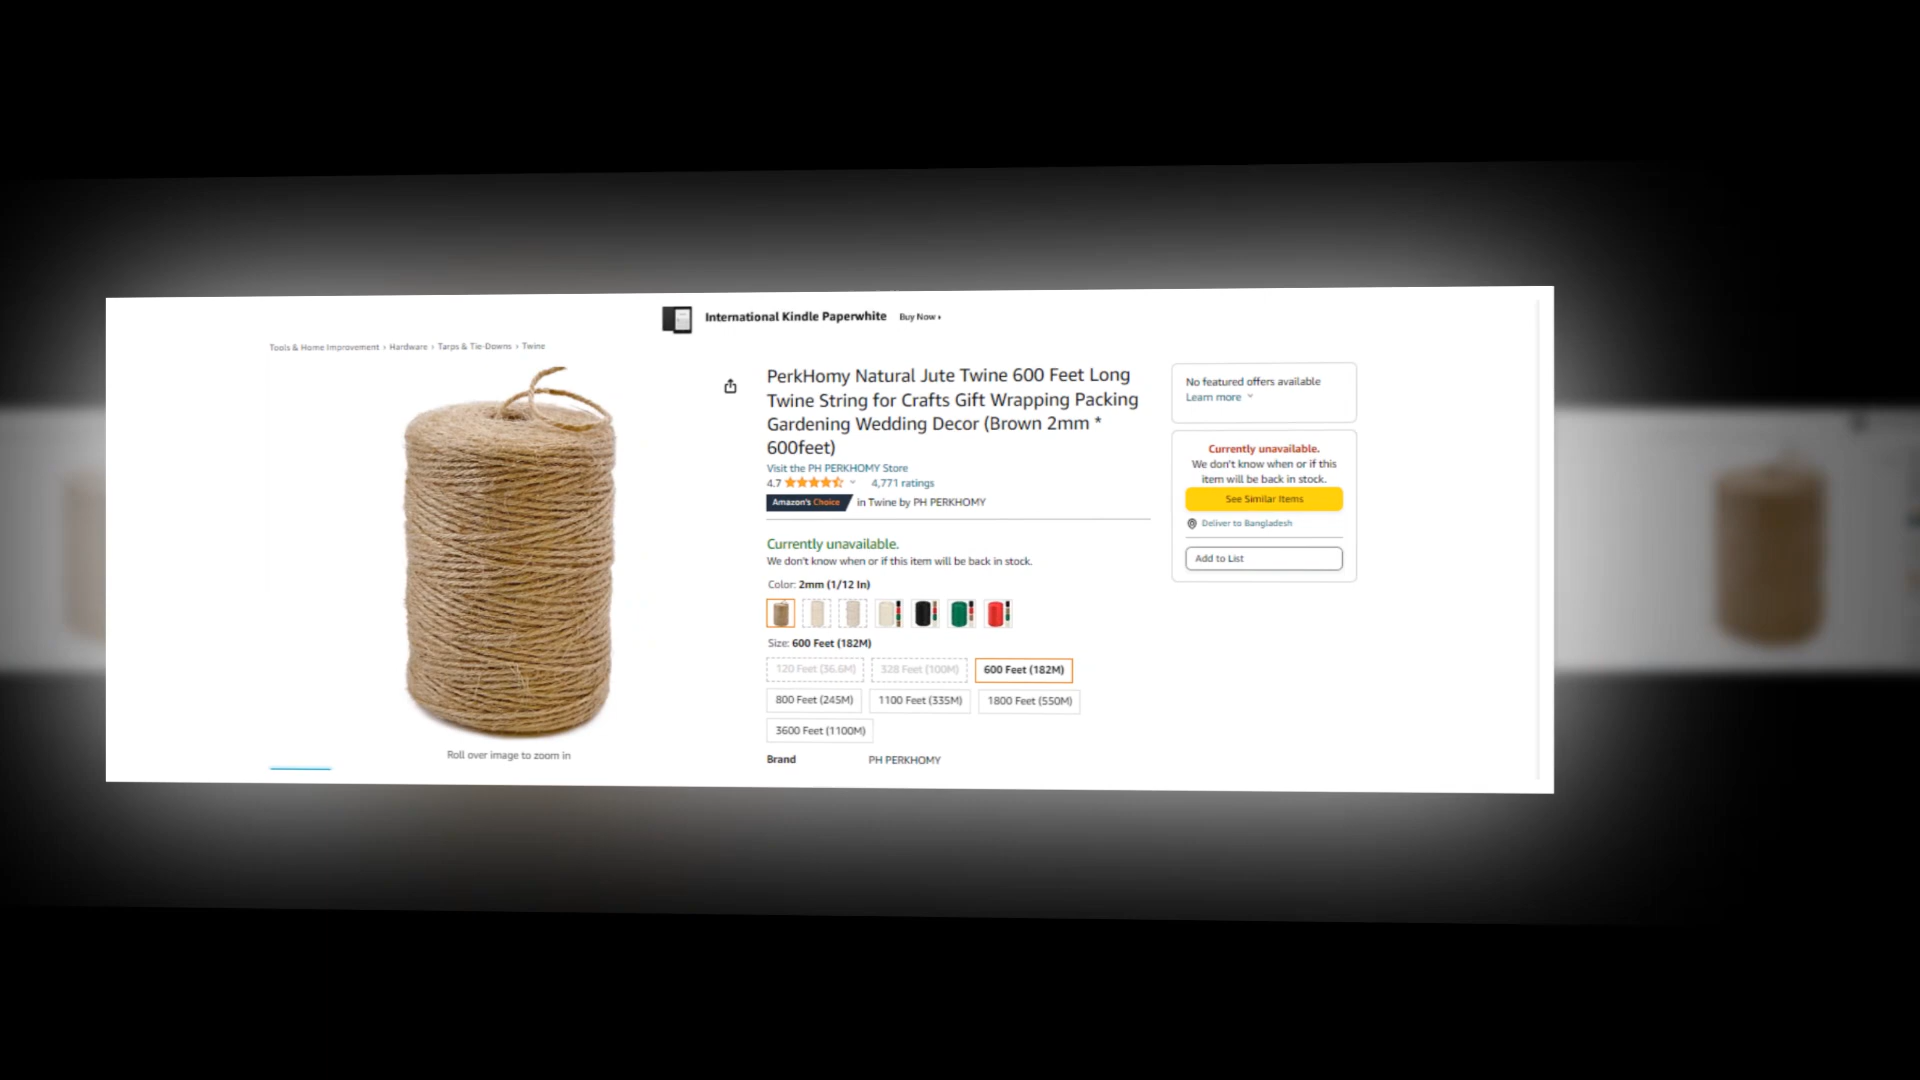 International Kindle Paperwhite Buy Now
Tools & Home Improvement › Hardware › Tarps & Tie-Downs › Twine
PerkHomy Natural Jute Twine 600 Feet Long
Twine String for Crafts Gift Wrapping Packing
Gardening Wedding Decor (Brown 2mm *
600feet)
Visit the PH PERKHOMY Store
4.7 4,771 ratings
Amazon's Choice in Twine by PH PERKHOMY
Currently unavailable.
We don't know when or if this item will be back in stock.
Color: 2mm (1/12 In)
Size: 600 Feet (182M)
120 Feet (36.6M) 328 Feet (100M) 600 Feet (182M)
800 Feet (245M) 1100 Feet (335M) 1800 Feet (550M)
3600 Feet (1100M)
Brand PH PERKHOMY
Roll over image to zoom in
No featured offers available
Learn more
Currently unavailable.
We don't know when or if this
item will be back in stock.
See Similar Items
Deliver to Bangladesh
Add to List